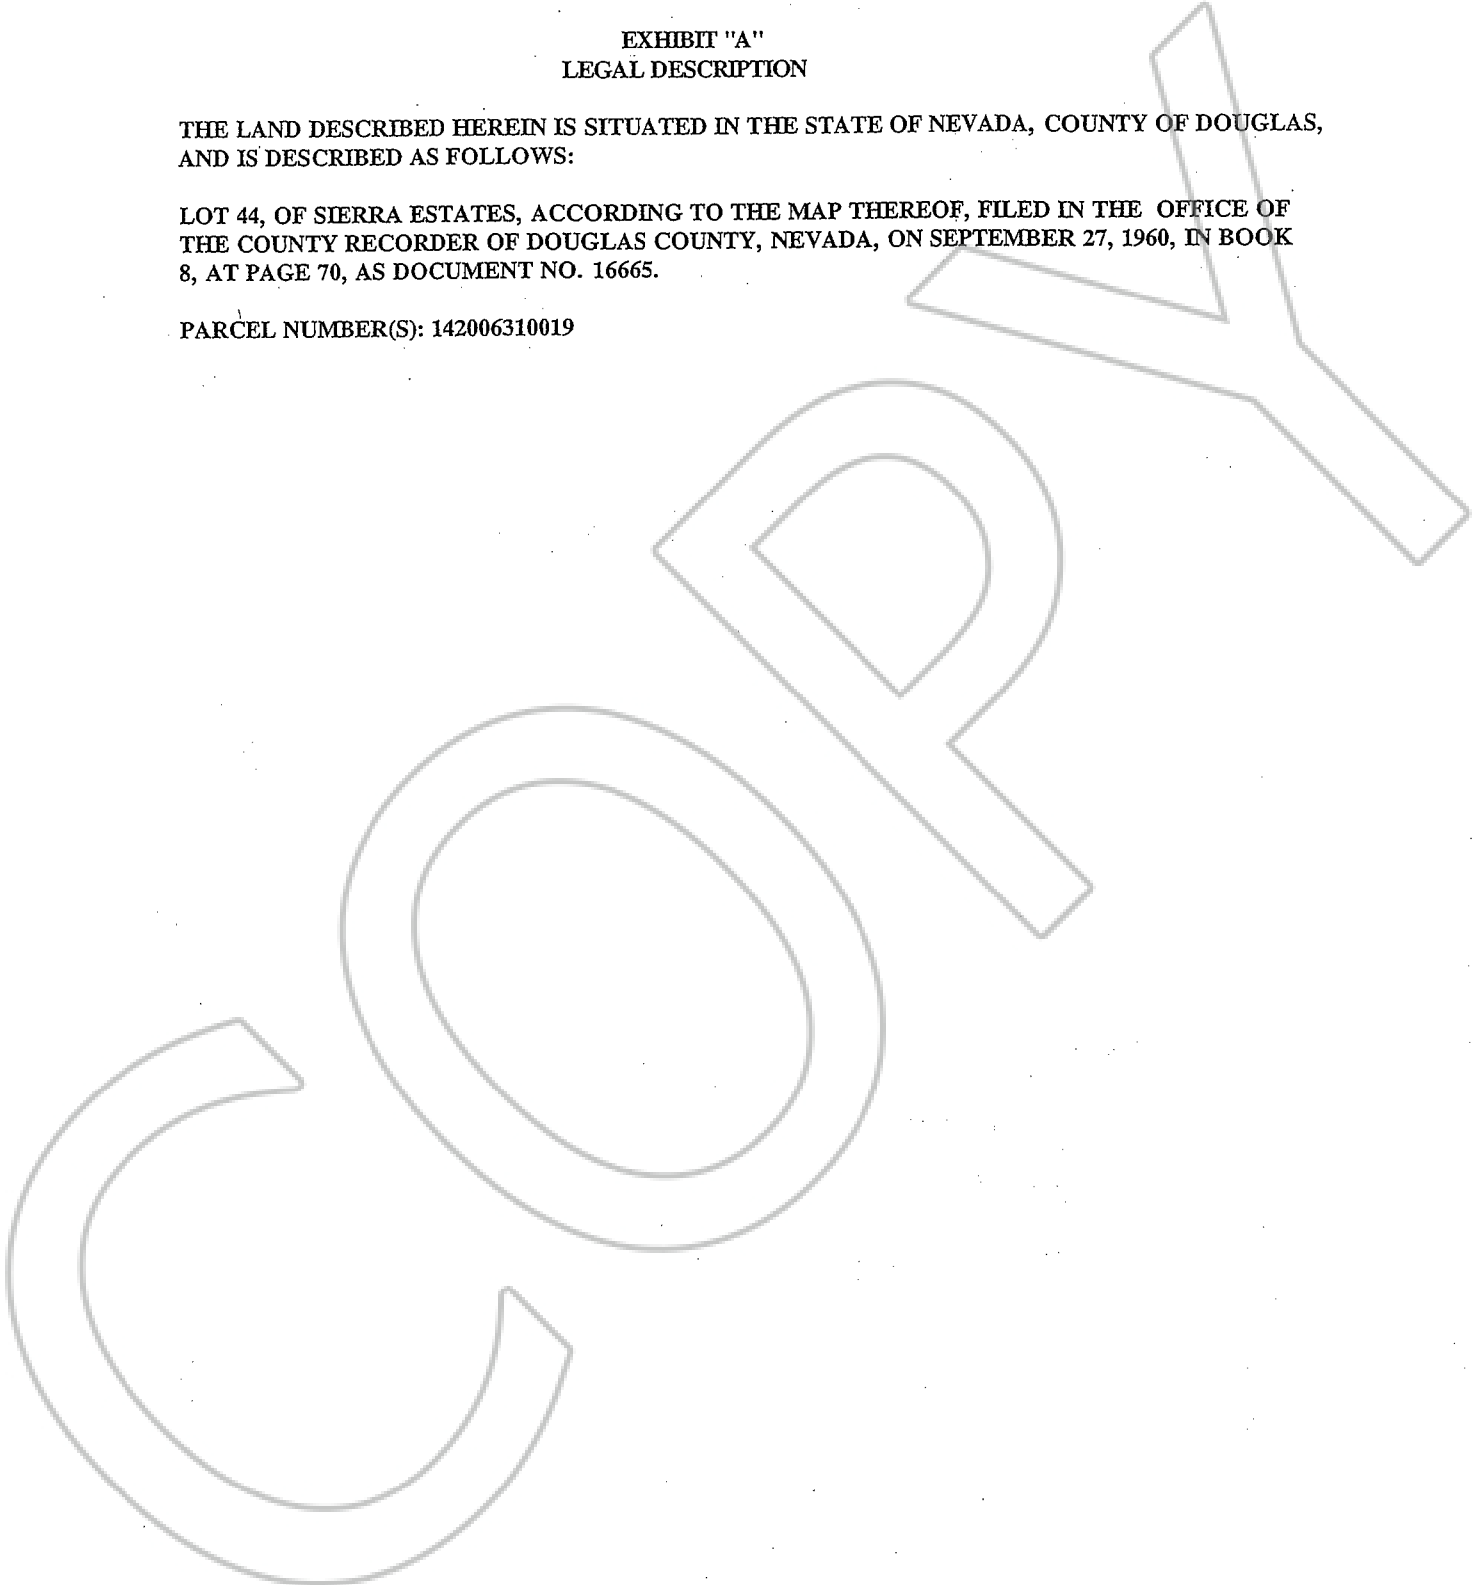 EXHIBIT "A"
LEGAL DESCRIPTION
THE LAND DESCRIBED HEREIN IS SITUATED IN THE STATE OF NEVADA, COUNTY OF DOUGLAS,
AND IS DESCRIBED AS FOLLOWS:
LOT 44, OF SIERRA ESTATES, ACCORDING TO THE MAP THEREOF, FILED IN THE OFFICE OF
THE COUNTY RECORDER OF DOUGLAS COUNTY, NEVADA, ON SEPTEMBER 27, 1960, IN BOOK
8, AT PAGE 70, AS DOCUMENT NO. 16665.
PARCEL NUMBER(S): 142006310019
COPY